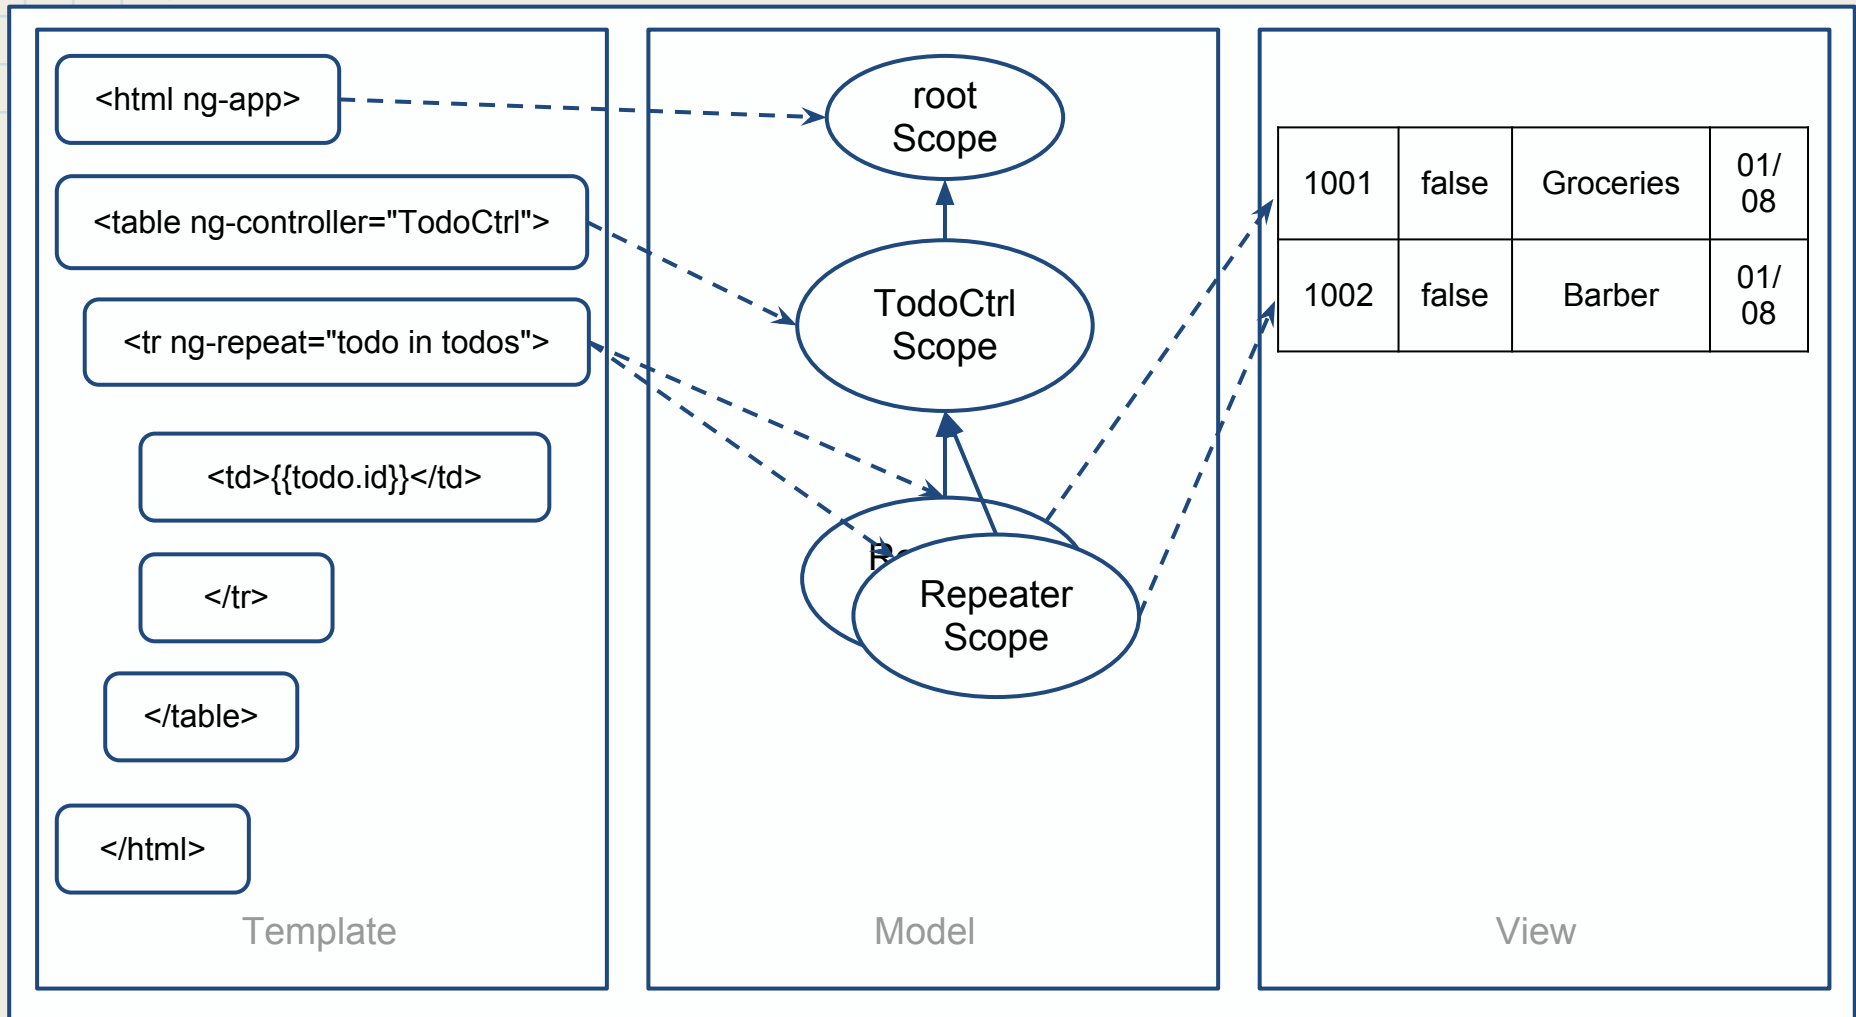 <html ng-app>
<table ng-controller="TodoCtrl">
<tr ng-repeat="todo in todos">
<td>{{todo.id}}</td>
</tr>
</table>
</html>
Template
root
Scope
TodoCtrl
Scope
Repeater
Scope
Model
1001 false Groceries 01/
08
1002 false Barber 01/
08
View